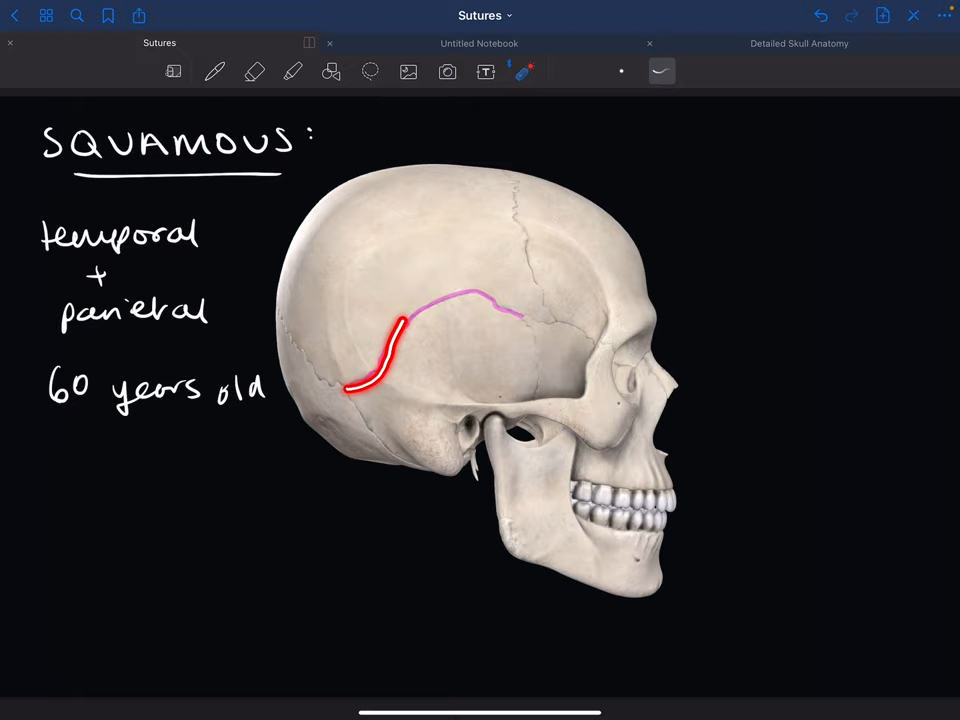 Sutures
Sutures
Untitled Notebook
Detailed Skull Anatomy
SQUAMOUS:
temporal
+
parietal
60 years old